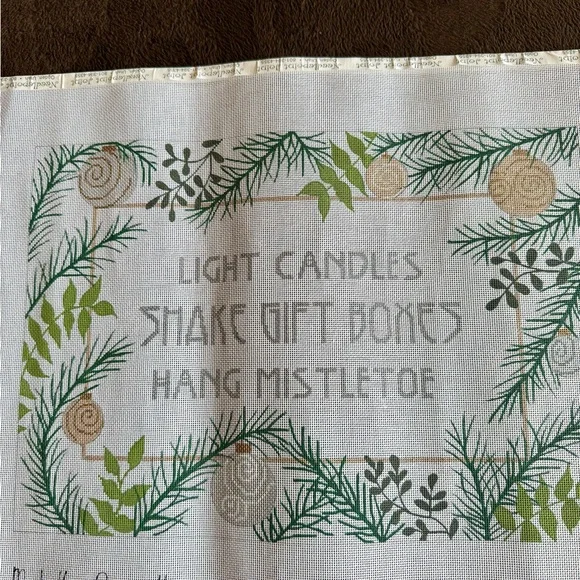 LIGHT CANDLES
SHAKE GIFT BOXES
HANG MISTLETOE